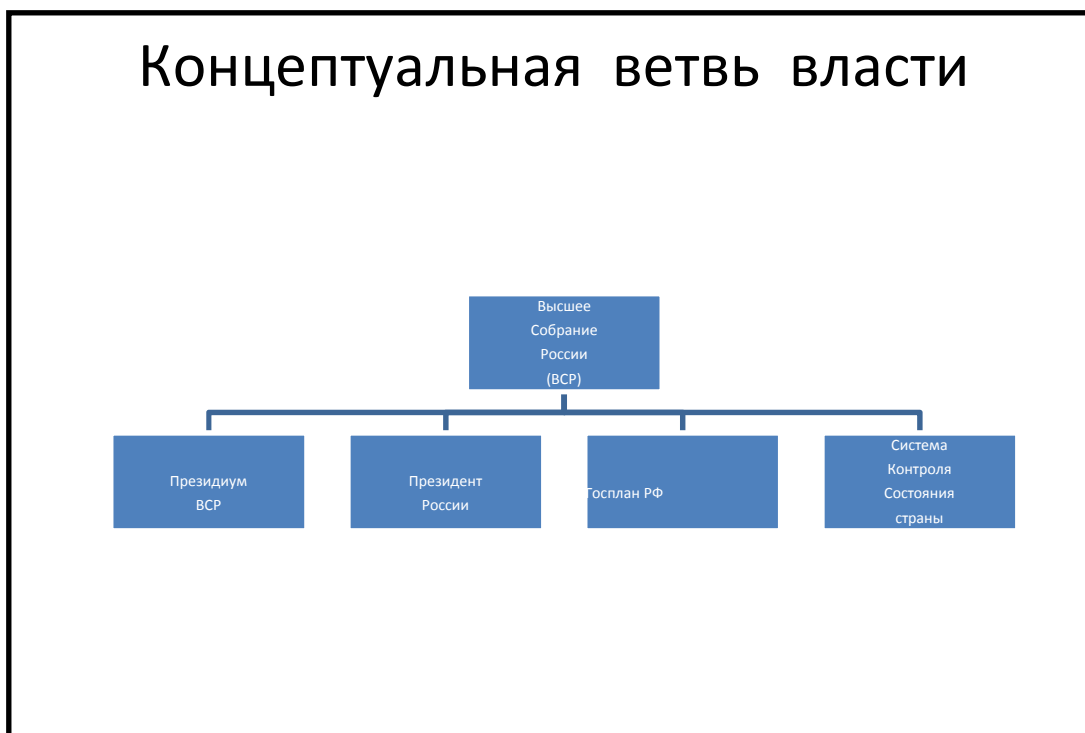 Концептуальная ветвь власти
Высшее
Собрание
России
(ВСР)
Президиум
ВСР
Президент
России
Госплан РФ
Система
Контроля
Состояния
страны